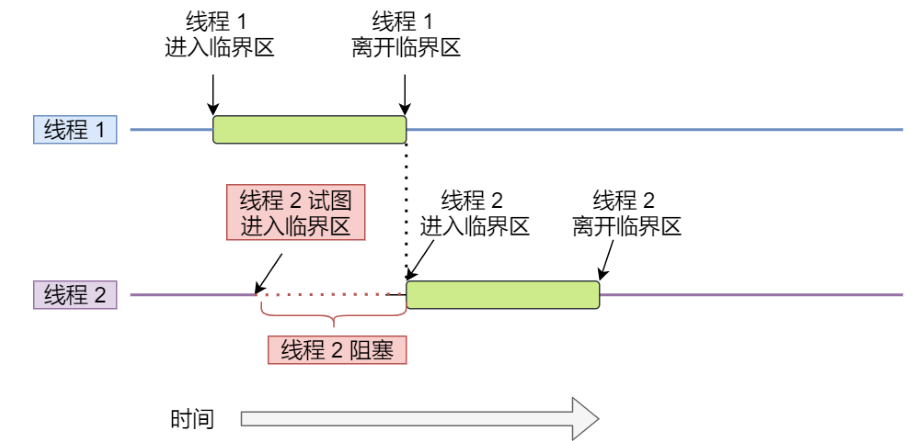 线程 1
进入临界区
线程 1
离开临界区
线程 1
线程 2 试图
进入临界区
线程 2
进入临界区
线程 2
离开临界区
线程 2
线程 2 阻塞
时间